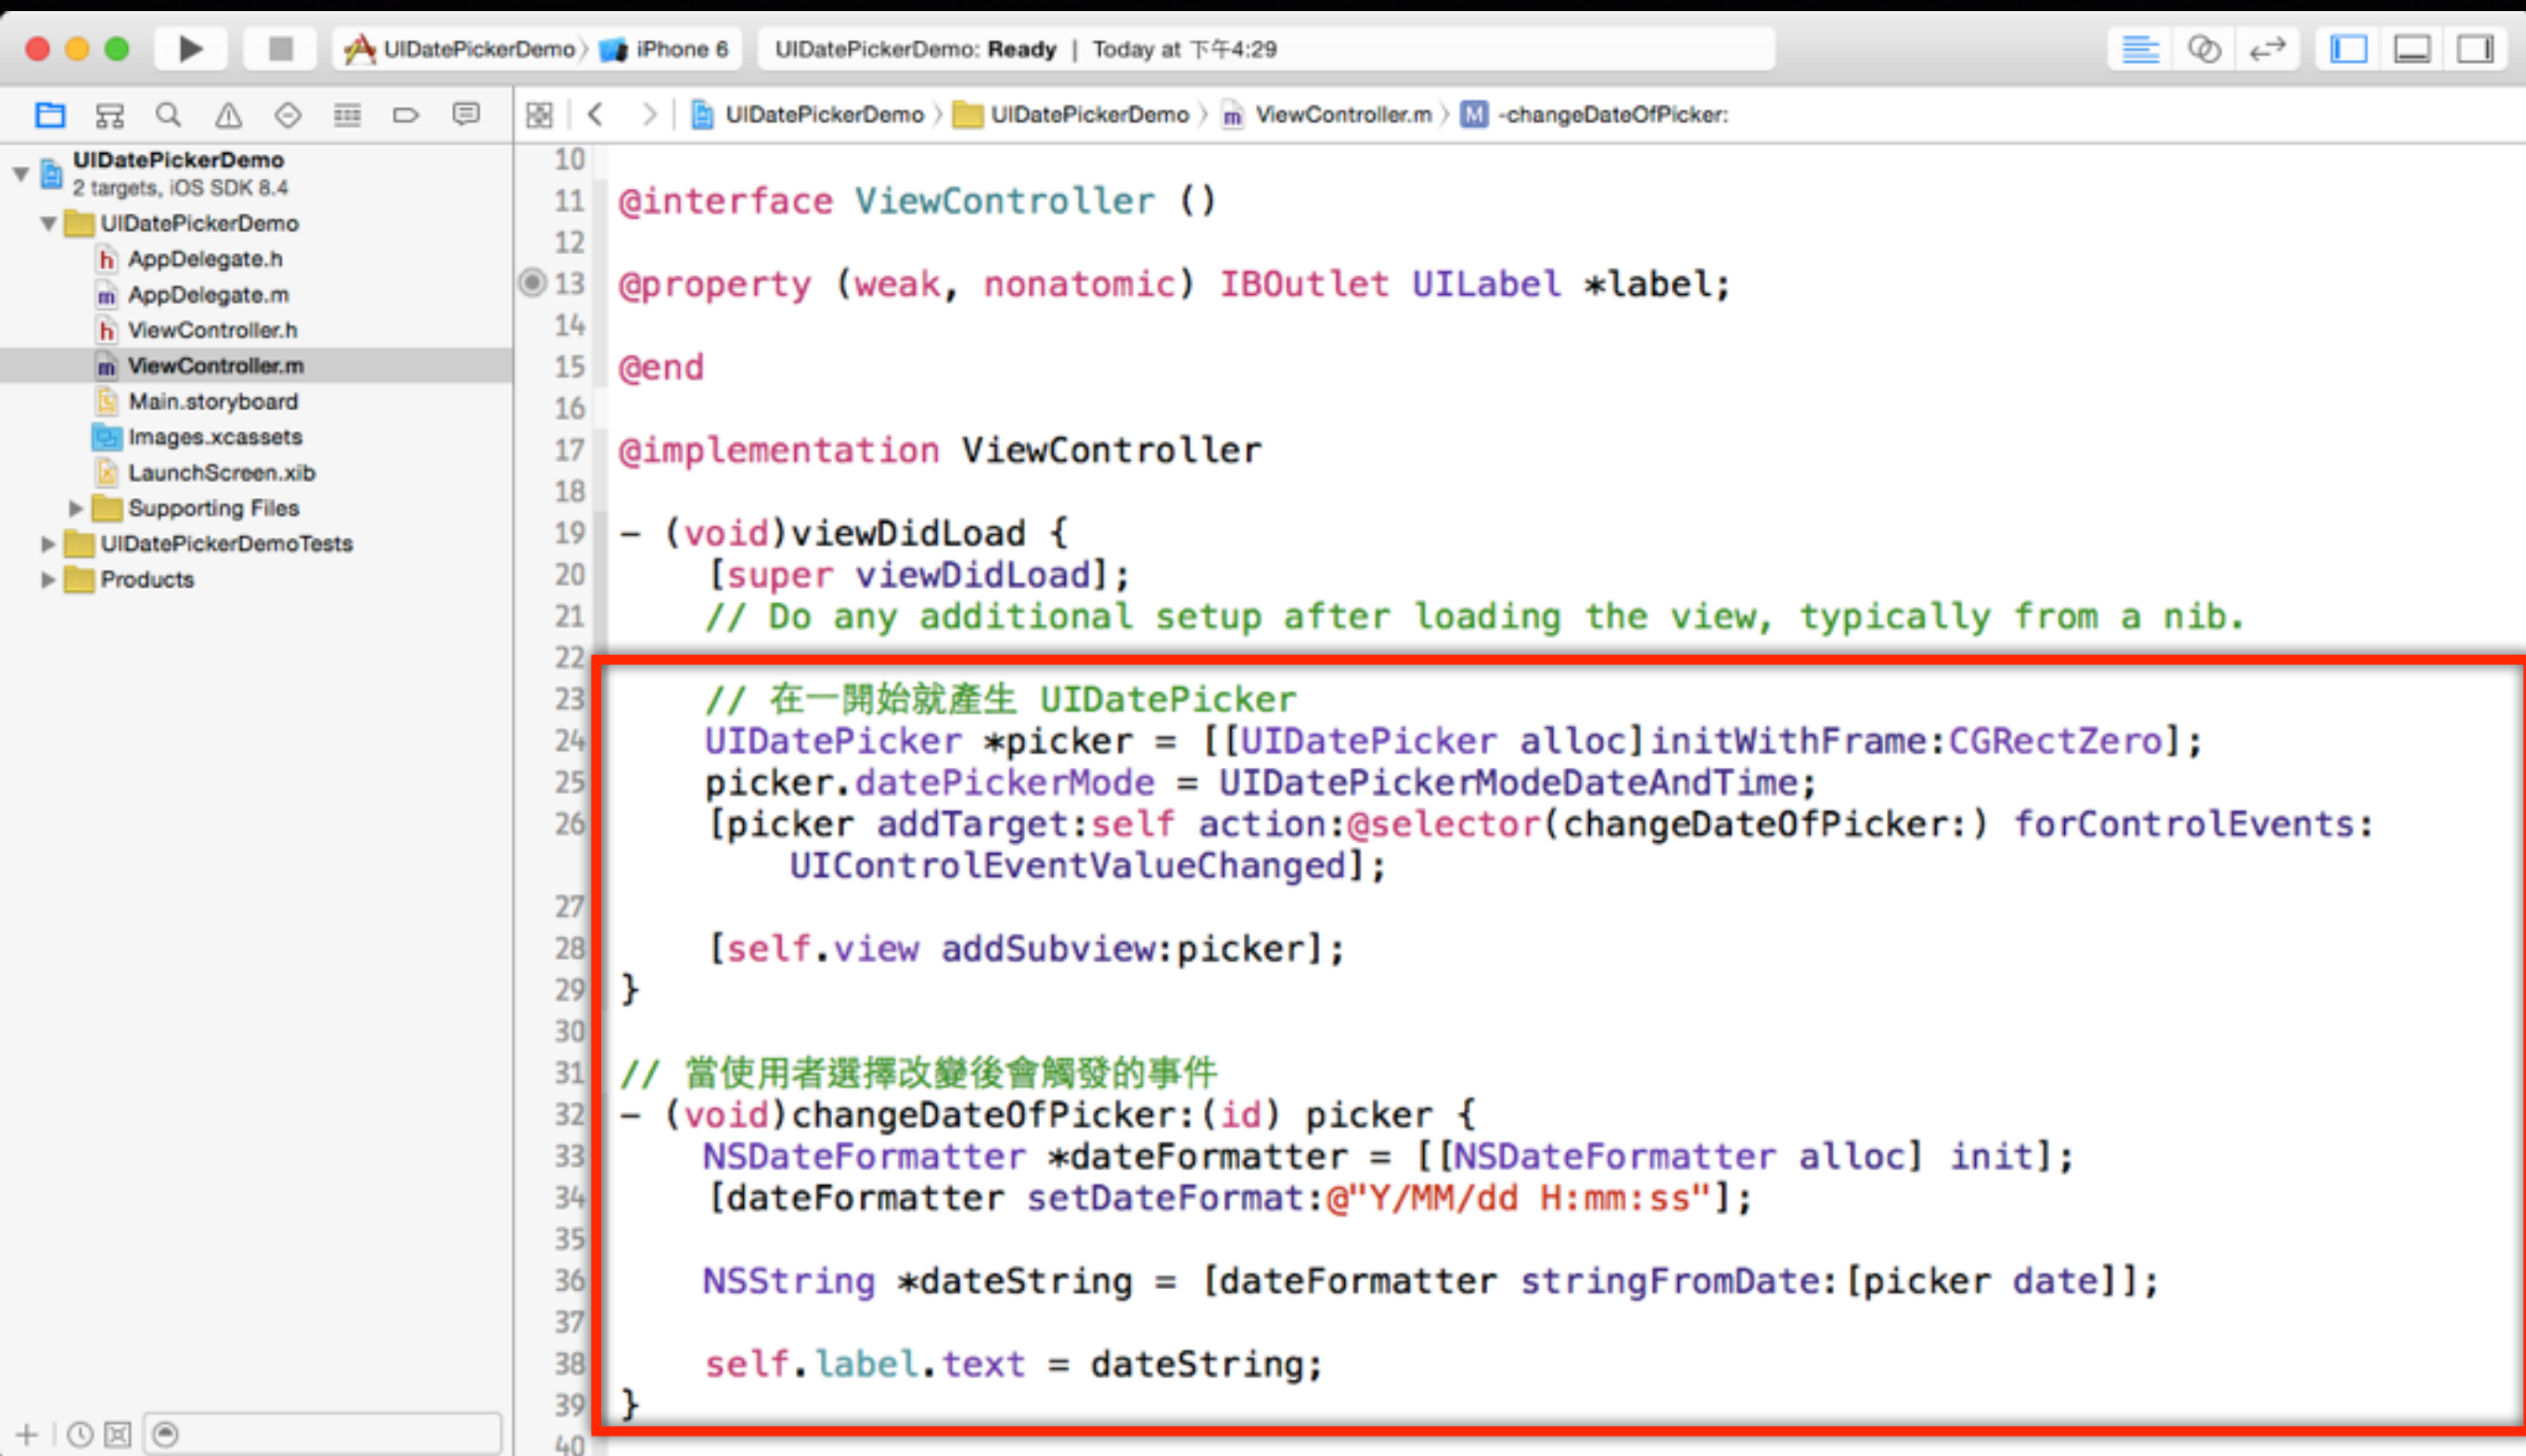 UIDatePickerDemo
iPhone 6
UIDatePickerDemo: Ready | Today at 下午4:29
UIDatePickerDemo
UIDatePickerDemo
ViewController.m
M -changeDateOfPicker:
UIDatePickerDemo
2 targets, iOS SDK 8.4
UIDatePickerDemo
h AppDelegate.h
m AppDelegate.m
h ViewController.h
m ViewController.m
Main.storyboard
Images.xcassets
LaunchScreen.xib
Supporting Files
UIDatePickerDemoTests
Products
10
11 @interface ViewController ()
12
13 @property (weak, nonatomic) IBOutlet UILabel *label;
14
15 @end
16
17 @implementation ViewController
18
19 - (void)viewDidLoad {
20 [super viewDidLoad];
21 // Do any additional setup after loading the view, typically from a nib.
22
23 // 在一開始就產生 UIDatePicker
24 UIDatePicker *picker = [[UIDatePicker alloc]initWithFrame:CGRectZero];
25 picker.datePickerMode = UIDatePickerModeDateAndTime;
26 [picker addTarget:self action:@selector(changeDateOfPicker:) forControlEvents:
UIControlEventValueChanged];
27
28 [self.view addSubview:picker];
29 }
30
31 // 當使用者選擇改變後會觸發的事件
32 - (void)changeDateOfPicker:(id) picker {
33 NSDateFormatter *dateFormatter = [[NSDateFormatter alloc] init];
34 [dateFormatter setDateFormat:@"Y/MM/dd H:mm:ss"];
35
36 NSString *dateString = [dateFormatter stringFromDate:[picker date]];
37
38 self.label.text = dateString;
39 }
40